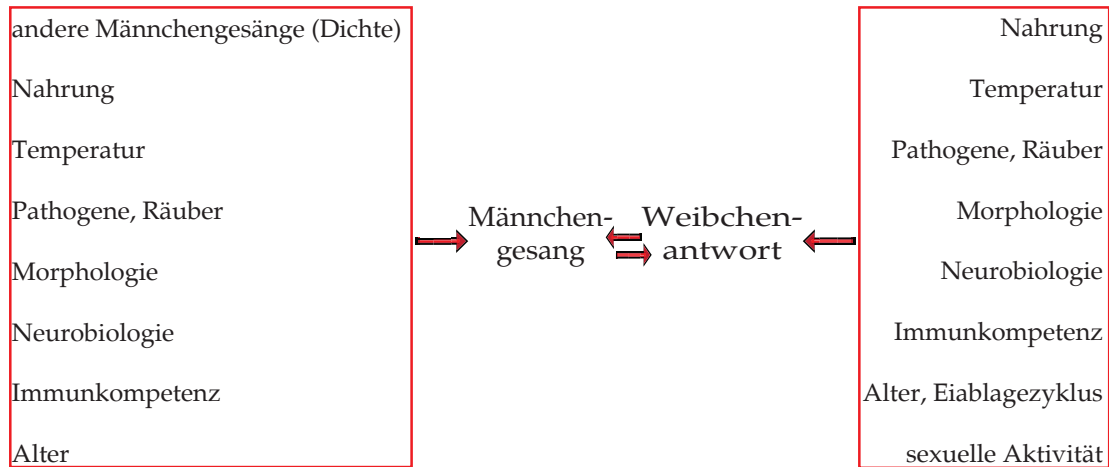 andere Männchengesänge (Dichte)
Nahrung
Temperatur
Pathogene, Räuber
Morphologie
Neurobiologie
Immunkompetenz
Alter
Männchen-
gesang
Weibchen-
antwort
Nahrung
Temperatur
Pathogene, Räuber
Morphologie
Neurobiologie
Immunkompetenz
Alter, Eiablagezyklus
sexuelle Aktivität